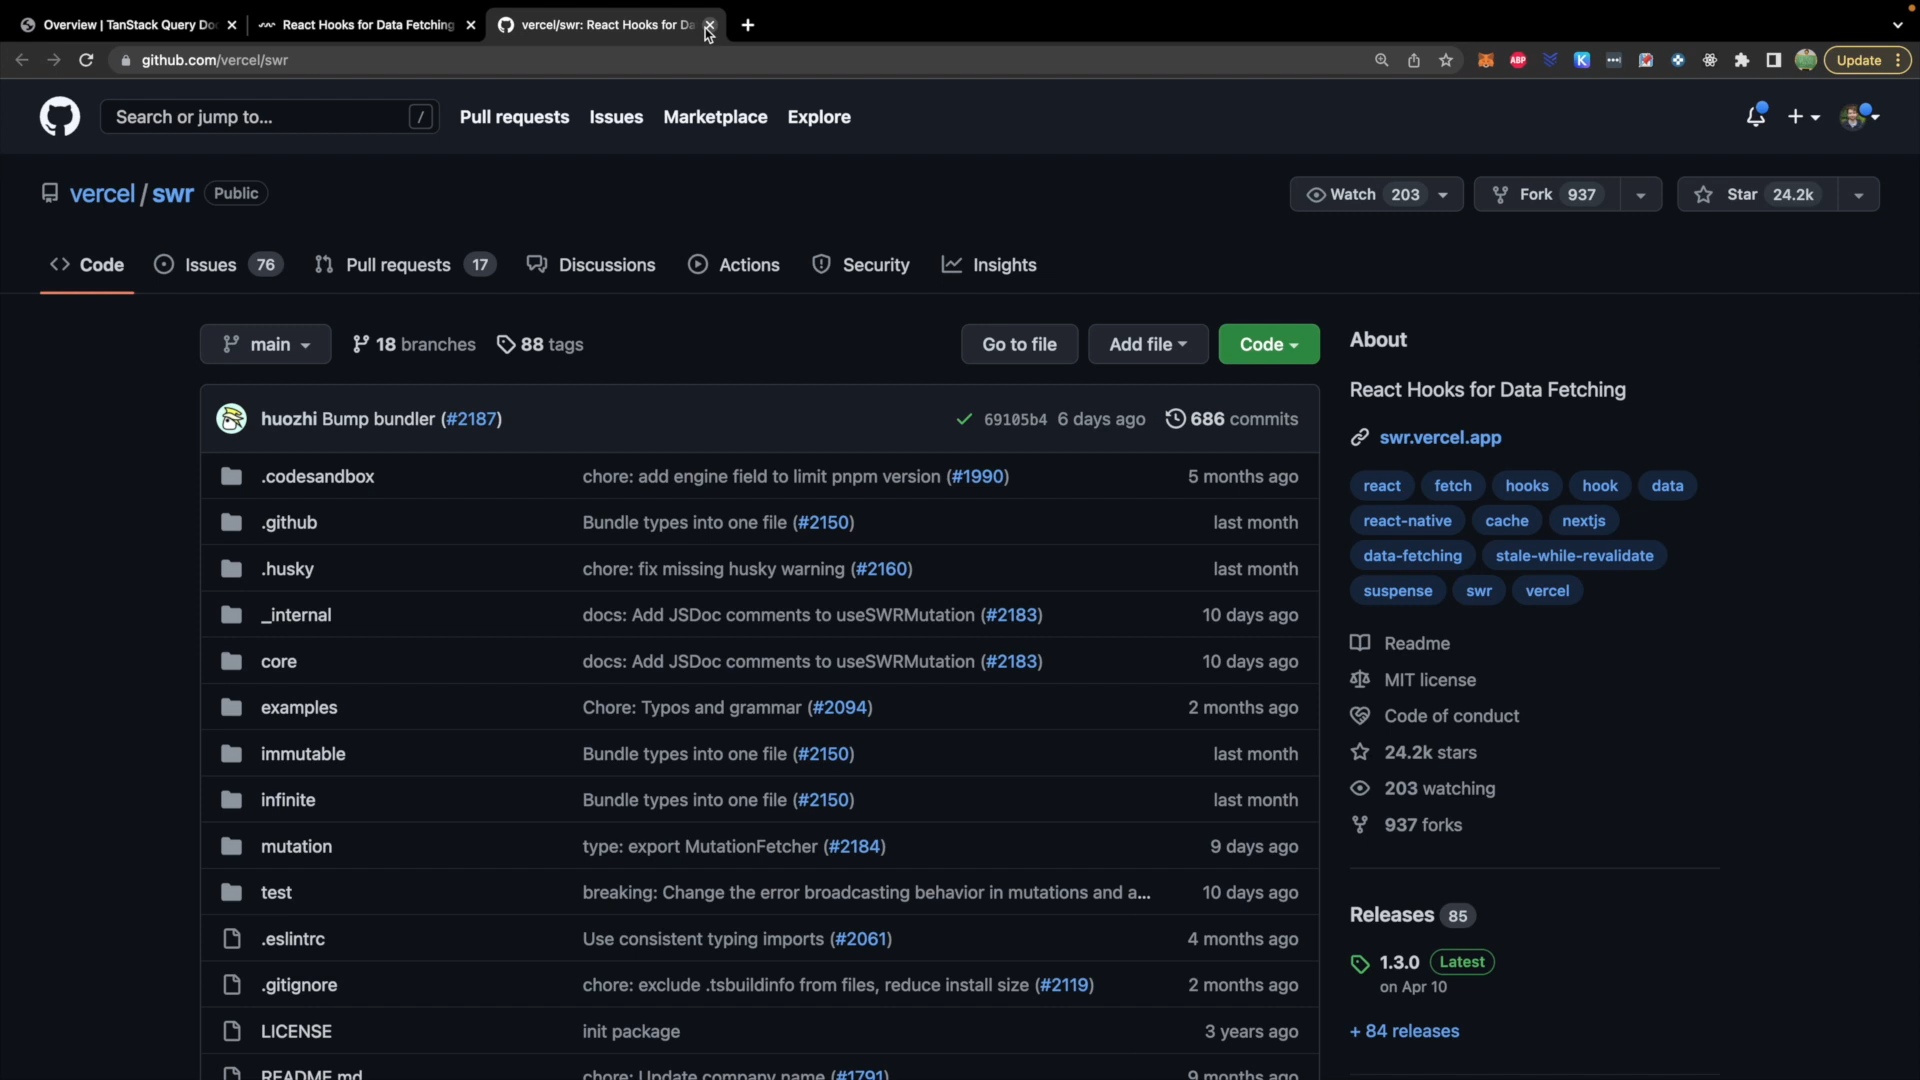 Overview | TanStack Query Do
React Hooks for Data Fetching
vercel/swr: React Hooks for Da
github.com/vercel/swr
ABP
K
Update
Search or jump to...
/
Pull requests
Issues
Marketplace
Explore
vercel / swr
Public
Watch 203
Fork 937
Star 24.2k
Code
Issues 76
Pull requests 17
Discussions
Actions
Security
Insights
main
18 branches
88 tags
Go to file
Add file
Code
huozhi Bump bundler (#2187)
69105b4 6 days ago
686 commits
.codesandbox
chore: add engine field to limit pnpm version (#1990)
5 months ago
.github
Bundle types into one file (#2150)
last month
.husky
chore: fix missing husky warning (#2160)
last month
_internal
docs: Add JSDoc comments to useSWRMutation (#2183)
10 days ago
core
docs: Add JSDoc comments to useSWRMutation (#2183)
10 days ago
examples
Chore: Typos and grammar (#2094)
2 months ago
immutable
Bundle types into one file (#2150)
last month
infinite
Bundle types into one file (#2150)
last month
mutation
type: export MutationFetcher (#2184)
9 days ago
test
breaking: Change the error broadcasting behavior in mutations and a...
10 days ago
.eslintrc
Use consistent typing imports (#2061)
4 months ago
.gitignore
chore: exclude .tsbuildinfo from files, reduce install size (#2119)
2 months ago
LICENSE
init package
3 years ago
README.md
chore: Update company name (#1791)
9 months ago
About
React Hooks for Data Fetching
swr.vercel.app
react
fetch
hooks
hook
data
react-native
cache
nextjs
data-fetching
stale-while-revalidate
suspense
swr
vercel
Readme
MIT license
Code of conduct
24.2k stars
203 watching
937 forks
Releases 85
1.3.0 Latest
on Apr 10
+ 84 releases